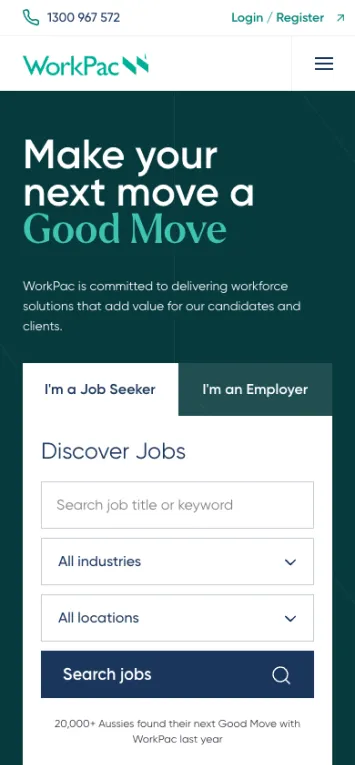 1300 967 572
Login / Register
WorkPac
Make your
next move a
Good Move
WorkPac is committed to delivering workforce
solutions that add value for our candidates and
clients.
I'm a Job Seeker
I'm an Employer
Discover Jobs
Search job title or keyword
All industries
All locations
Search jobs
20,000+ Aussies found their next Good Move with
WorkPac last year